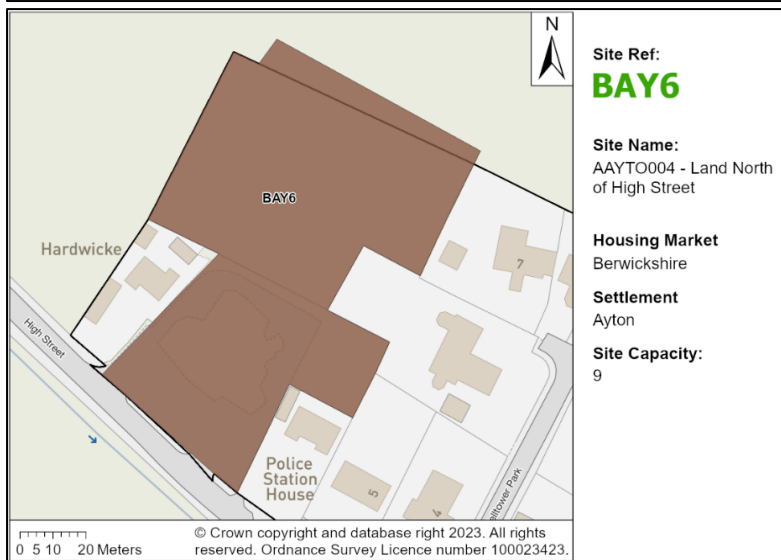 N
BAY6
Hardwicke
High Street
7
Police
Station
House
5
4
elltower Park
0 5 10 20 Meters
© Crown copyright and database right 2023. All rights
reserved. Ordnance Survey Licence number 100023423.
Site Ref:
BAY6
Site Name:
AAYTO004 - Land North
of High Street
Housing Market
Berwickshire
Settlement
Ayton
Site Capacity:
9